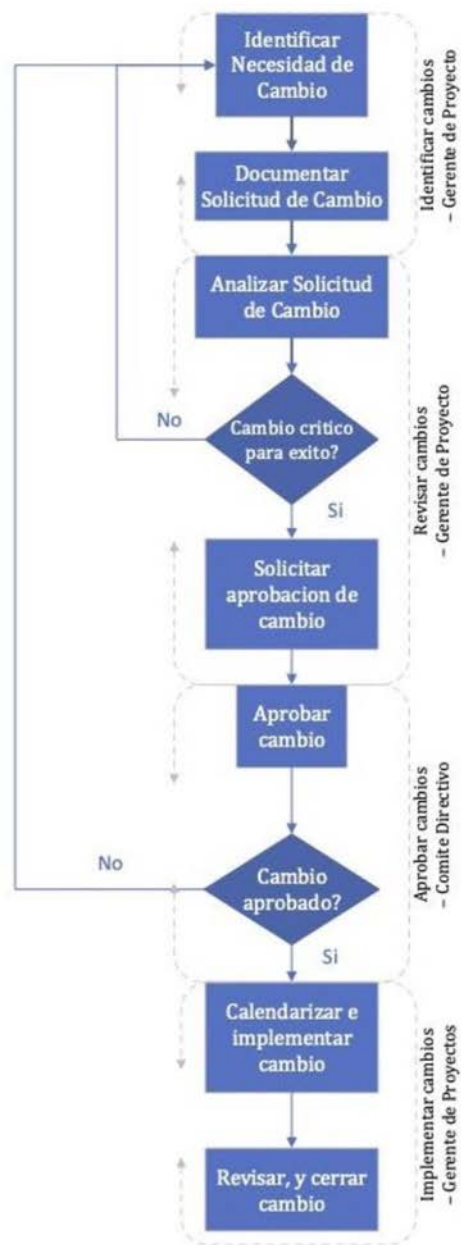 Identificar
Necesidad de
Cambio
Identificar cambios
– Gerente de Proyecto
Documentar
Solicitud de Cambio
Analizar Solicitud
de Cambio
No
Cambio critico
para exito?
Revisar cambios
– Gerente de Proyecto
Si
Solicitar
aprobacion de
cambio
Aprobar
cambio
Aprobar cambios
– Comite Directivo
No
Cambio
aprobado?
Si
Calendarizar e
implementar
cambio
Implementar cambios
– Gerente de Proyectos
Revisar, y cerrar
cambio